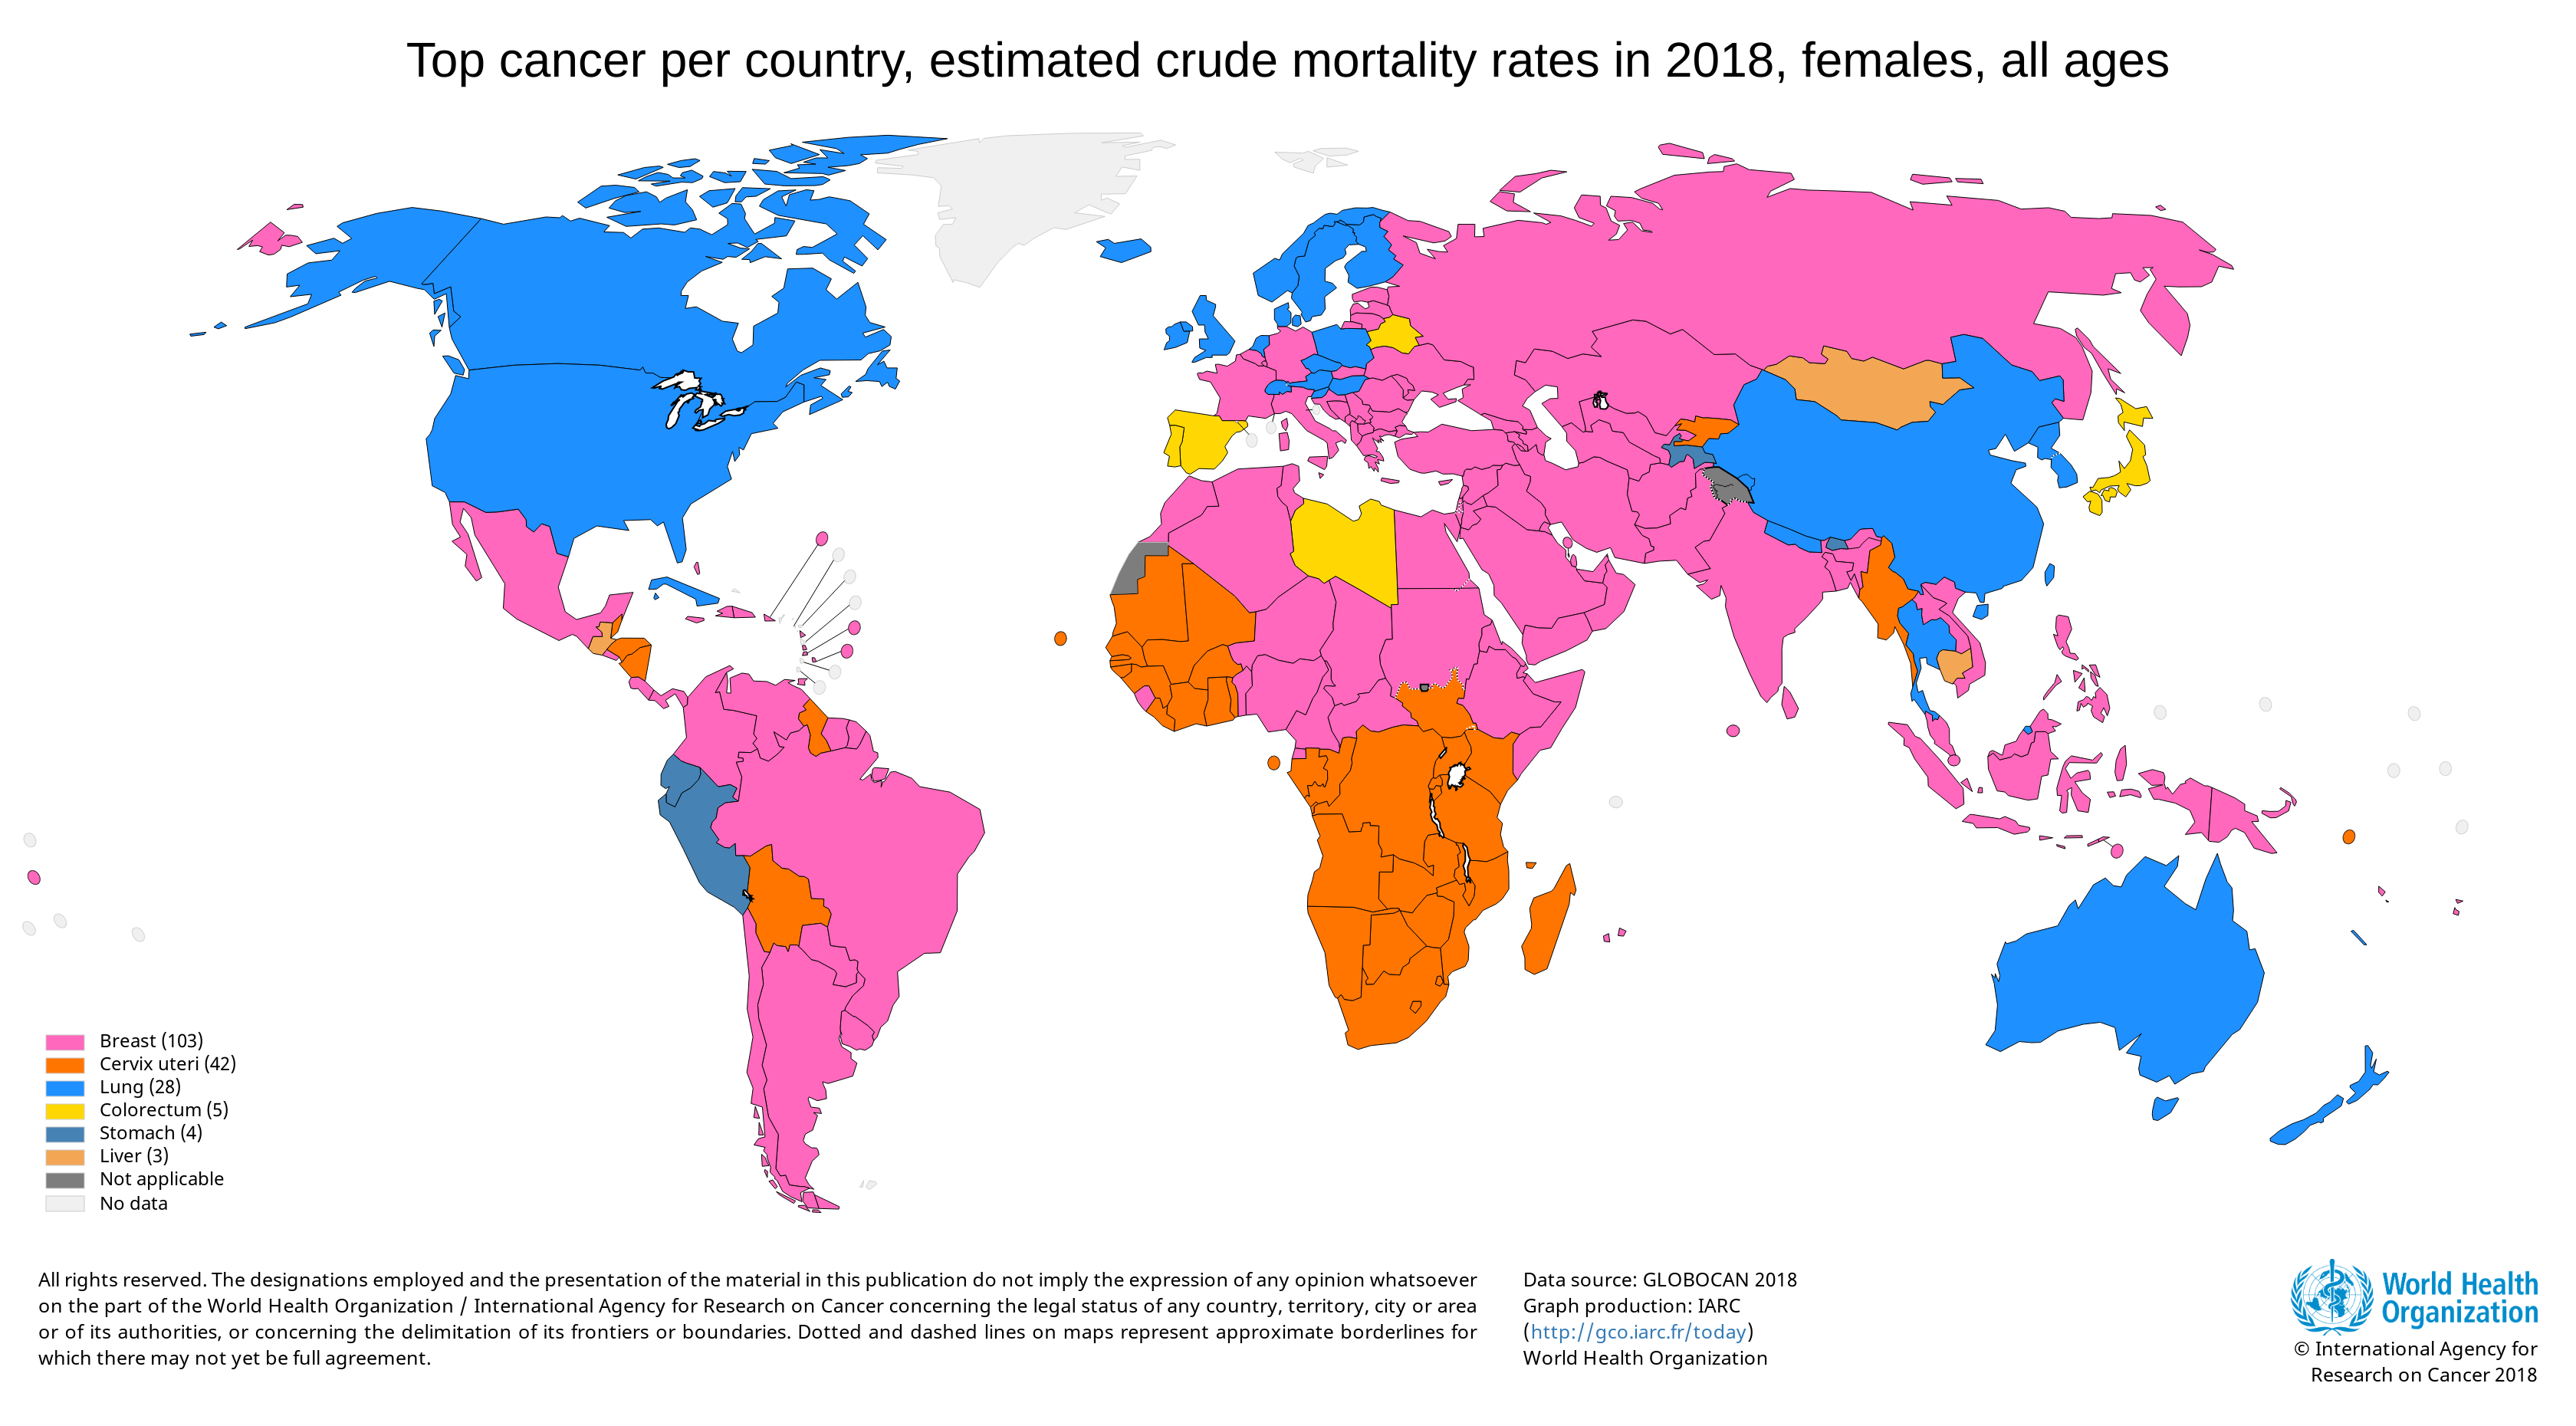 Top cancer per country, estimated crude mortality rates in 2018, females, all ages
Breast (103)
Cervix uteri (42)
Lung (28)
Colorectum (5)
Stomach (4)
Liver (3)
Not applicable
No data
All rights reserved. The designations employed and the presentation of the material in this publication do not imply the expression of any opinion whatsoever
on the part of the World Health Organization / International Agency for Research on Cancer concerning the legal status of any country, territory, city or area
or of its authorities, or concerning the delimitation of its frontiers or boundaries. Dotted and dashed lines on maps represent approximate borderlines for
which there may not yet be full agreement.
Data source: GLOBOCAN 2018
Graph production: IARC
(http://gco.iarc.fr/today)
World Health Organization
World Health
Organization
© International Agency for
Research on Cancer 2018